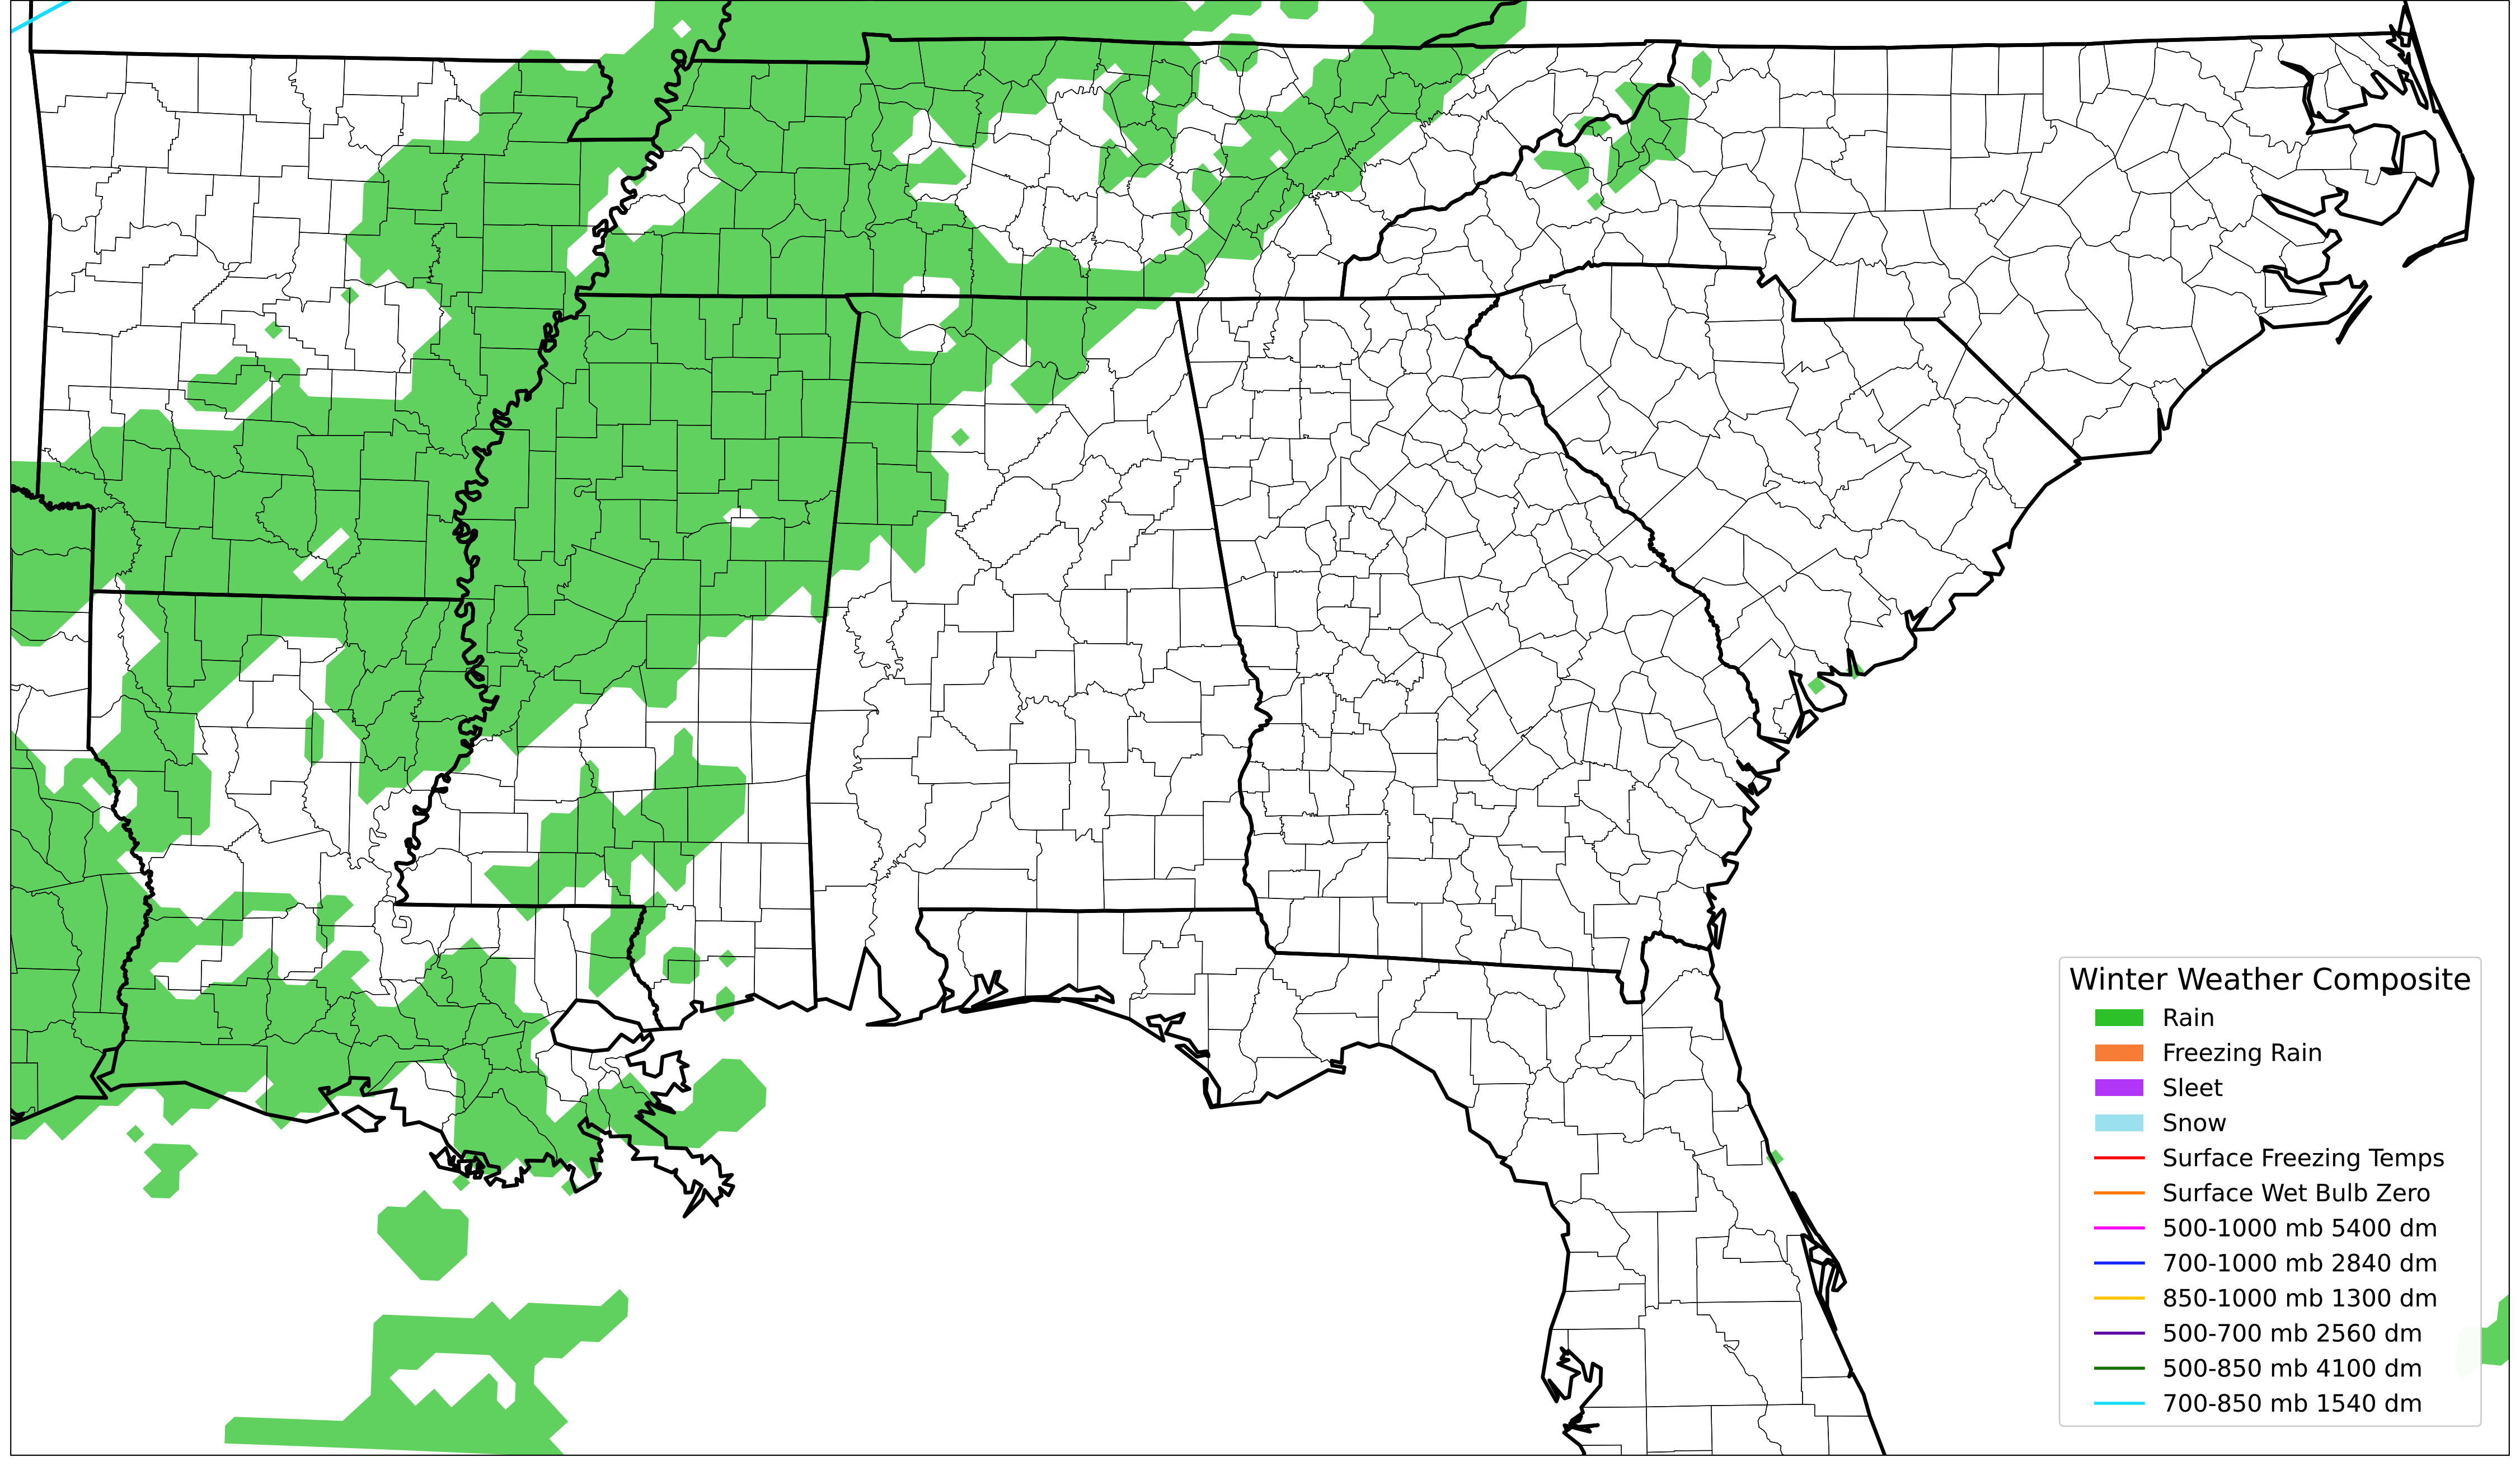 Winter Weather Composite
Rain
Freezing Rain
Sleet
Snow
Surface Freezing Temps
Surface Wet Bulb Zero
500-1000 mb 5400 dm
700-1000 mb 2840 dm
850-1000 mb 1300 dm
500-700 mb 2560 dm
500-850 mb 4100 dm
700-850 mb 1540 dm